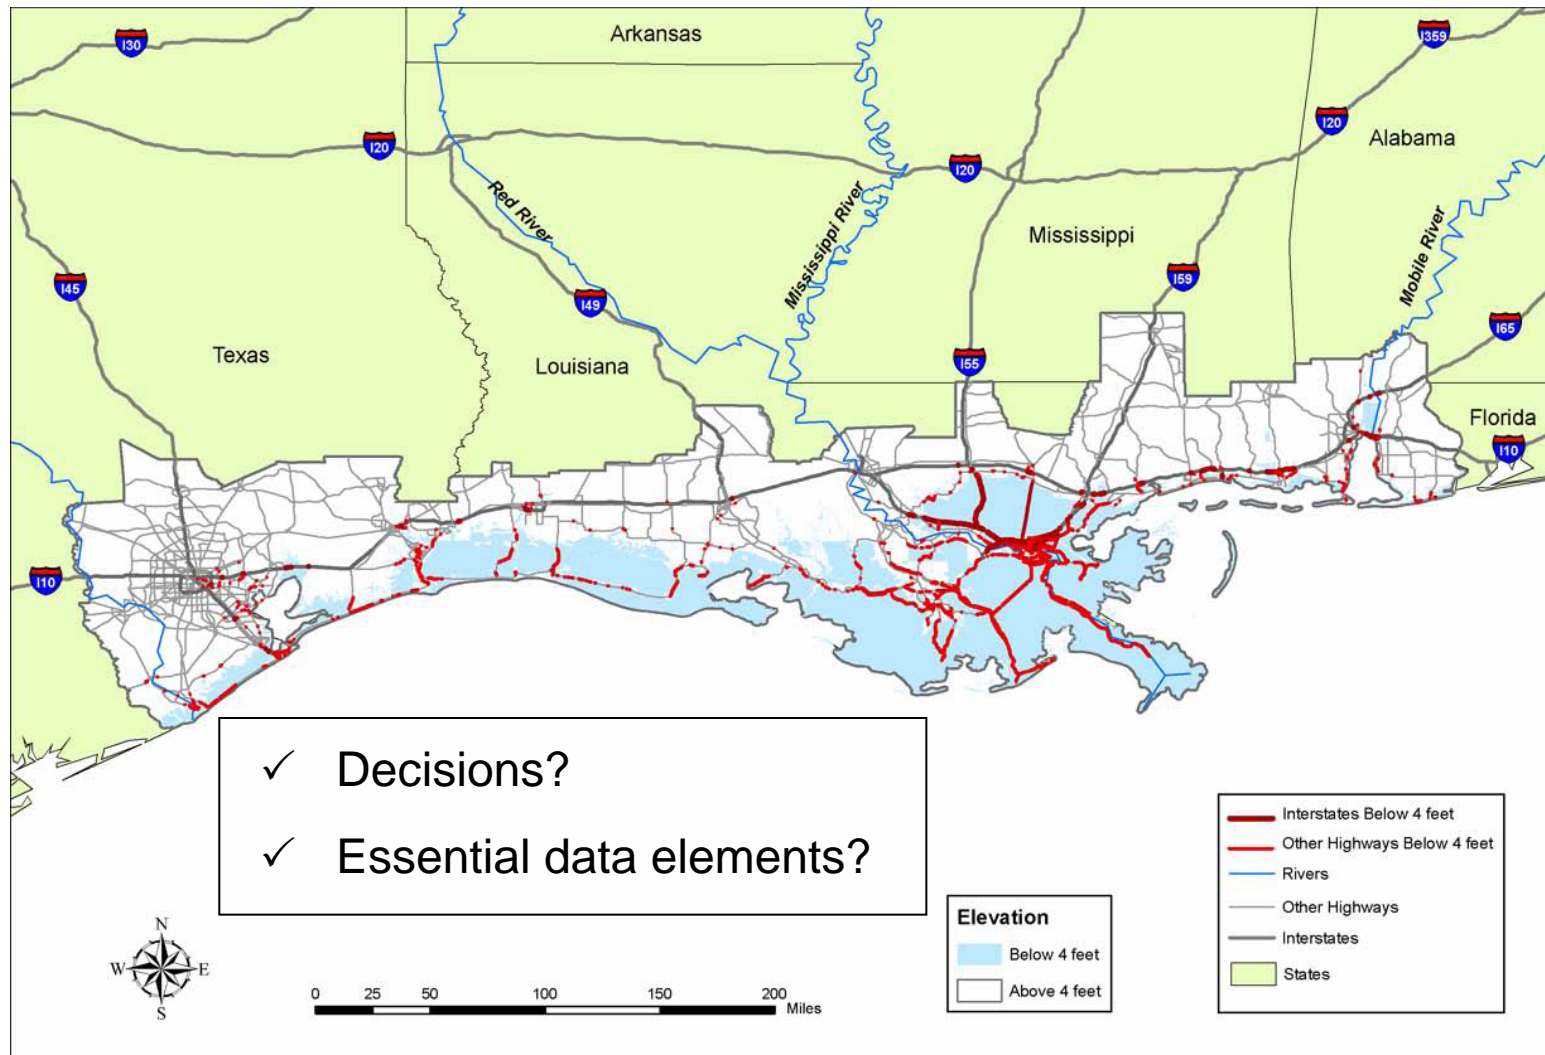 Arkansas
I30
I359
I20
I20
I20
Alabama
Red River
Mississippi River
Mississippi
Mobile River
I45
I49
I59
I65
Texas
Louisiana
I55
Florida
I10
I10
✓ Decisions?
✓ Essential data elements?
Interstates Below 4 feet
Other Highways Below 4 feet
Rivers
Other Highways
Interstates
States
Elevation
Below 4 feet
Above 4 feet
N
W E
S
0 25 50 100 150 200
Miles